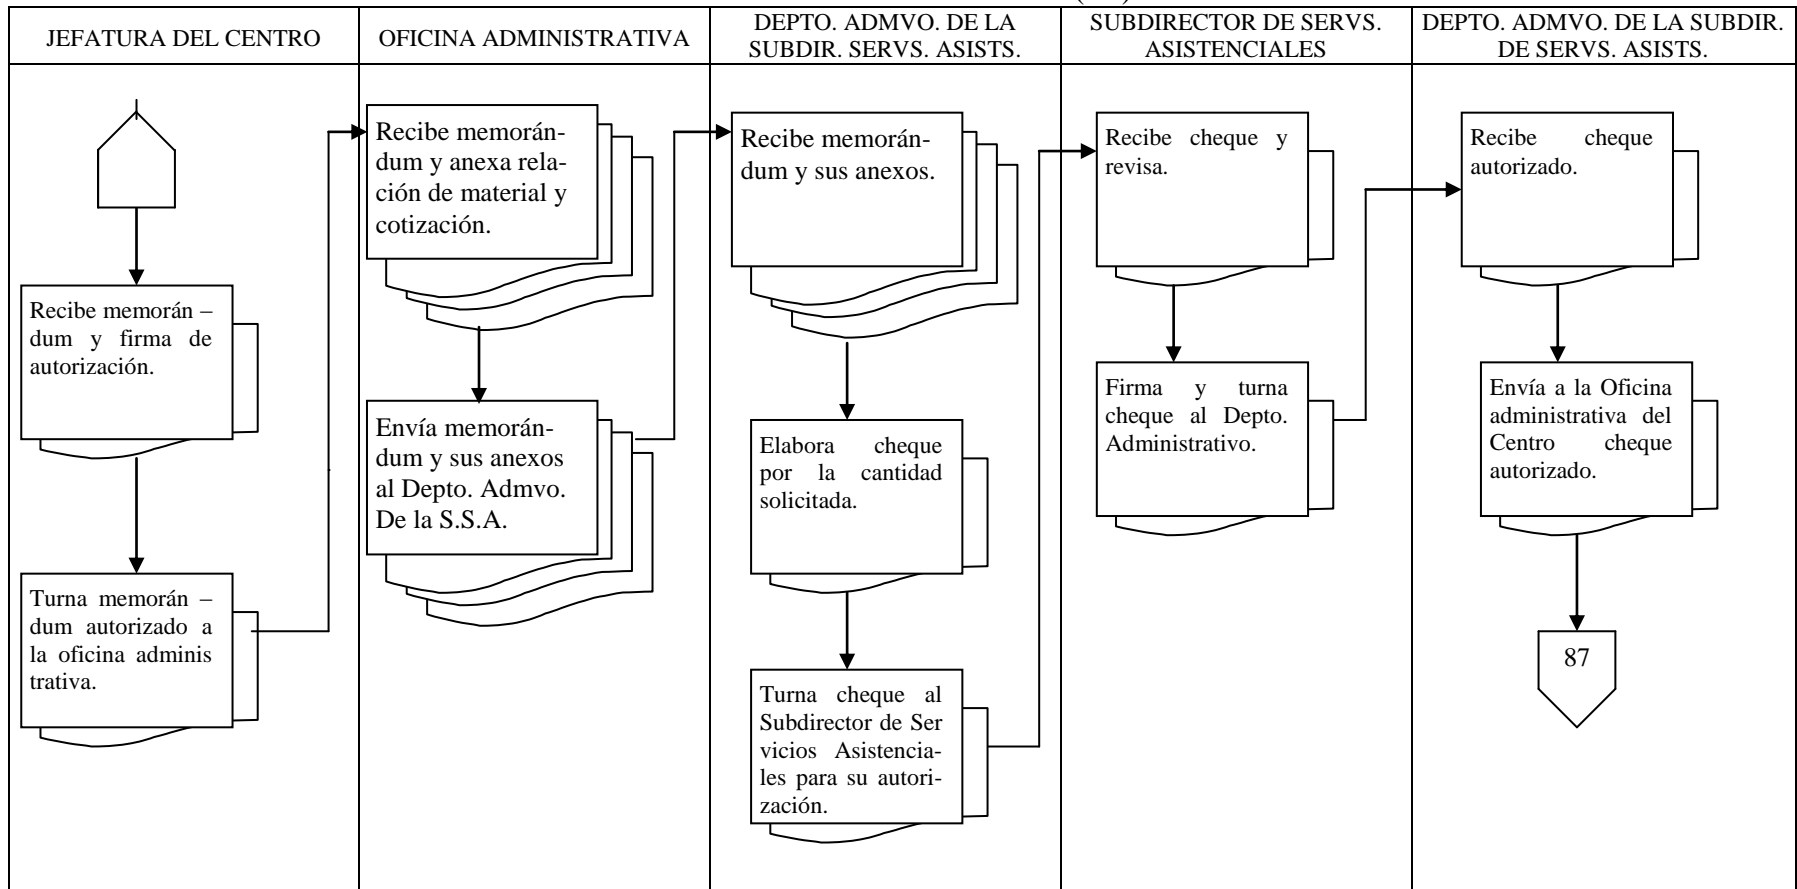 JEFATURA DEL CENTRO
OFICINA ADMINISTRATIVA
DEPTO. ADMVO. DE LA
SUBDIR. SERVS. ASISTS.
SUBDIRECTOR DE SERVS.
ASISTENCIALES
DEPTO. ADMVO. DE LA SUBDIR.
DE SERVS. ASISTS.
Recibe memorán –
dum y firma de
autorización.
Turna memorán –
dum autorizado a
la oficina adminis
trativa.
Recibe memorán-
dum y anexa rela-
ción de material y
cotización.
Envía memorán-
dum y sus anexos
al Depto. Admvo.
De la S.S.A.
Recibe memorán-
dum y sus anexos.
Elabora cheque
por la cantidad
solicitada.
Turna cheque al
Subdirector de Ser
vicios Asistencia-
les para su autori-
zación.
Recibe cheque y
revisa.
Firma y turna
cheque al Depto.
Administrativo.
Recibe cheque
autorizado.
Envía a la Oficina
administrativa del
Centro cheque
autorizado.
87